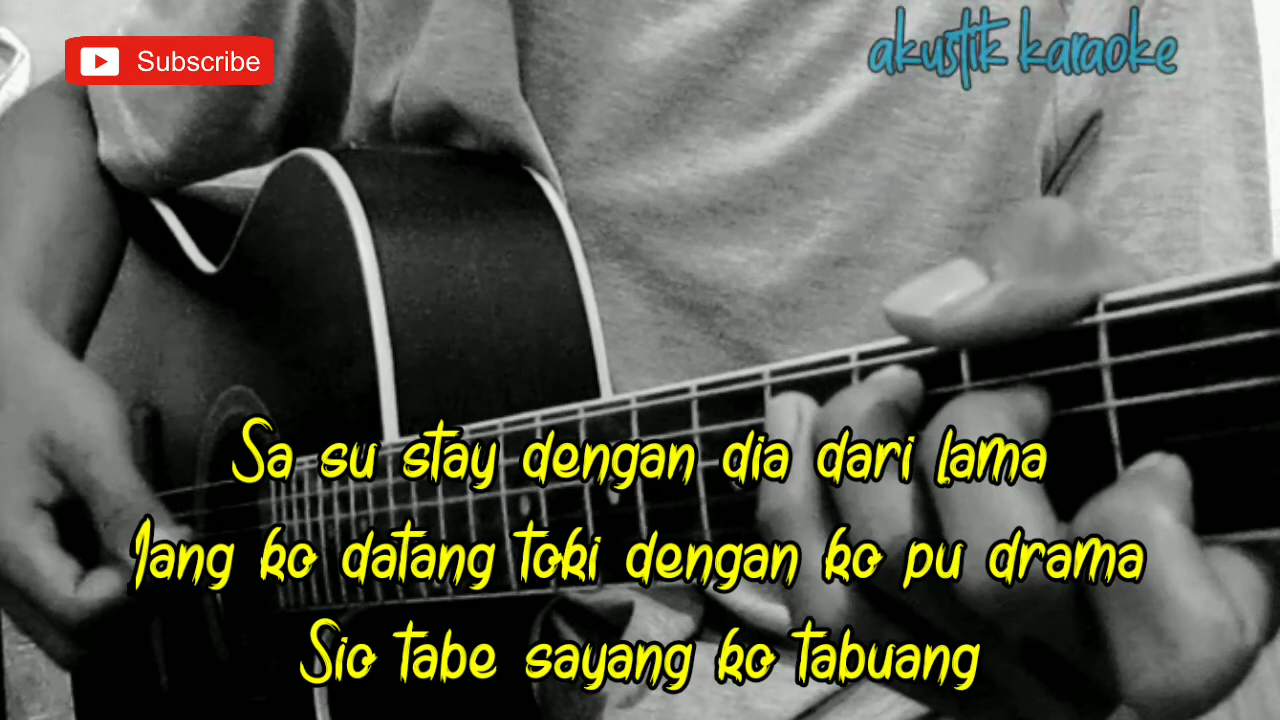 Subscribe
akustik karaoke
Sa su stay dengan dia dari lama
Jang ko datang toki dengan ko pu drama
Sio tabe sayang ko tabuang